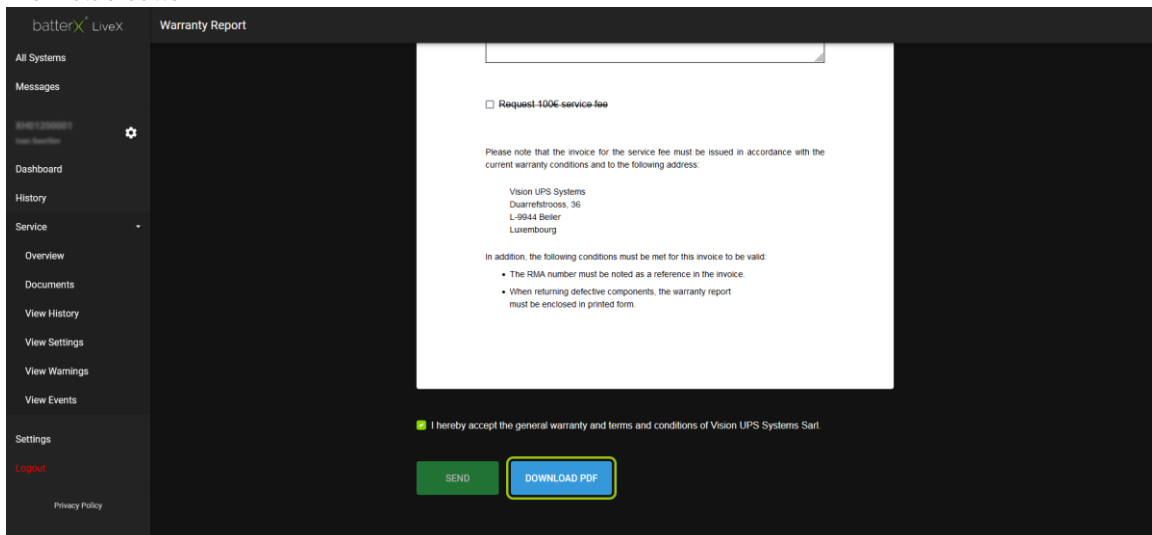 batterX LiveX
Warranty Report
All Systems
Messages
Dashboard
History
Service
Overview
Documents
View History
View Settings
View Warnings
View Events
Settings
Logout
Privacy Policy
Request 100€ service fee
Please note that the invoice for the service fee must be issued in accordance with the
current warranty conditions and to the following address:
Vision UPS Systems
Duarrefstrooss, 36
L-9944 Beiler
Luxembourg
In addition, the following conditions must be met for this invoice to be valid:
• The RMA number must be noted as a reference in the invoice.
• When returning defective components, the warranty report
must be enclosed in printed form.
I hereby accept the general warranty and terms and conditions of Vision UPS Systems Sarl.
SEND
DOWNLOAD PDF